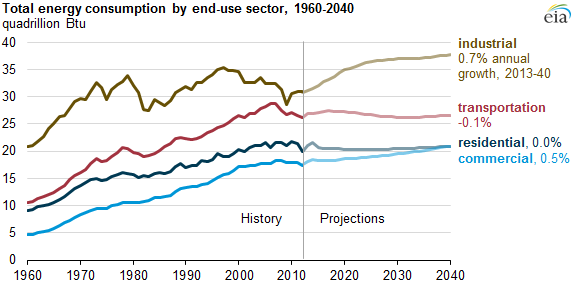 Total energy consumption by end-use sector, 1960-2040
quadrillion Btu
eia
40
35
30
25
20
15
10
5
0
1960
1970
1980
1990
2000
2010
2020
2030
2040
History
Projections
industrial
0.7% annual
growth, 2013-40
transportation
-0.1%
residential, 0.0%
commercial, 0.5%